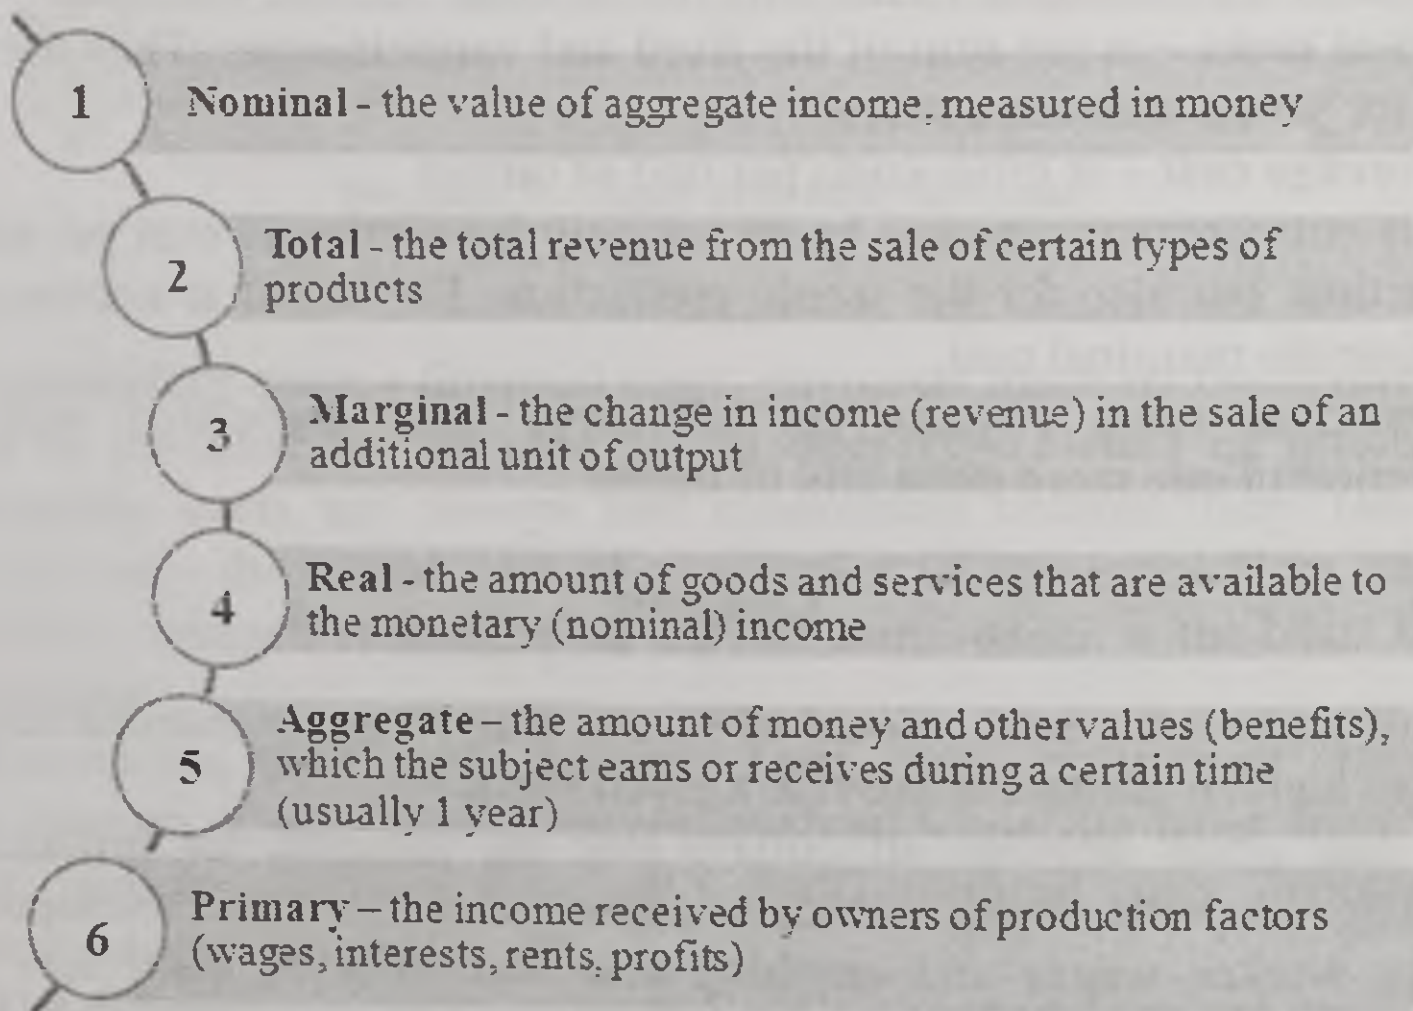 1
Nominal - the value of aggregate income, measured in money
2
Total - the total revenue from the sale of certain types of
products
3
Marginal - the change in income (revenue) in the sale of an
additional unit of output
4
Real - the amount of goods and services that are available to
the monetary (nominal) income
5
Aggregate – the amount of money and other values (benefits),
which the subject earns or receives during a certain time
(usually 1 year)
6
Primary – the income received by owners of production factors
(wages, interests, rents, profits)